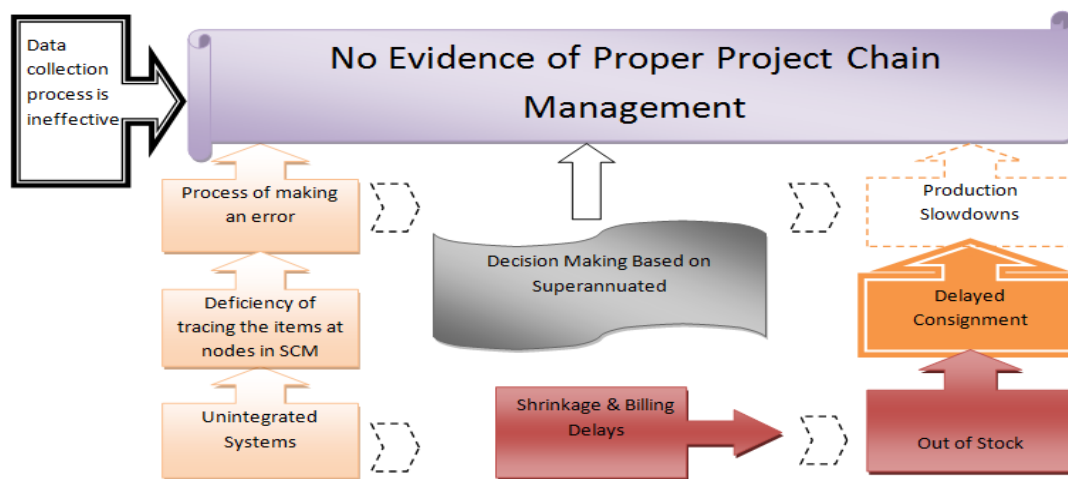 Data
collection
process is
ineffective
No Evidence of Proper Project Chain
Management
Process of making
an error
Production
Slowdowns
Decision Making Based on
Superannuated
Deficiency of
tracing the items at
nodes in SCM
Delayed
Consignment
Unintegrated
Systems
Shrinkage & Billing
Delays
Out of Stock